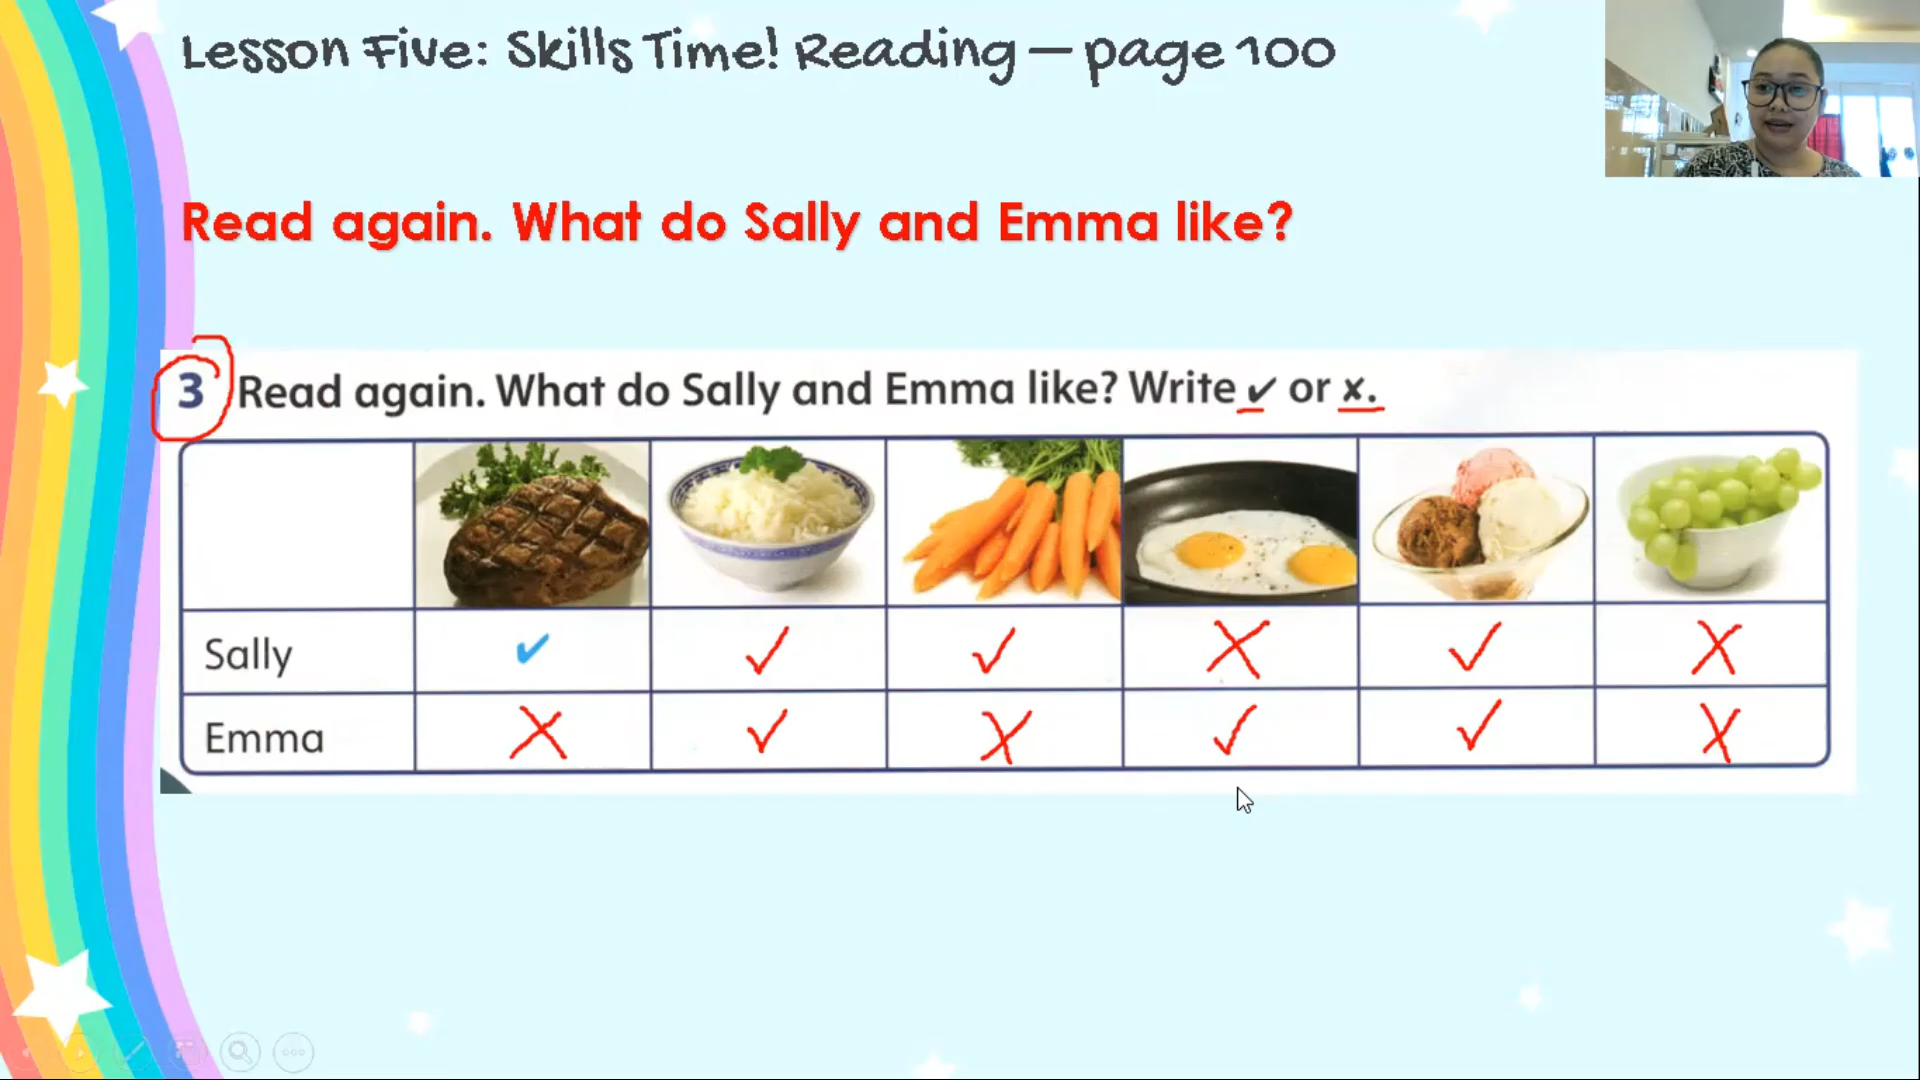 Lesson Five: Skills Time! Reading – page 100
Read again. What do Sally and Emma like?
3 Read again. What do Sally and Emma like? Write ✔ or ✘.
Sally ✔ ✓ ✓ X ✓ X
Emma X ✓ X ✓ ✓ X